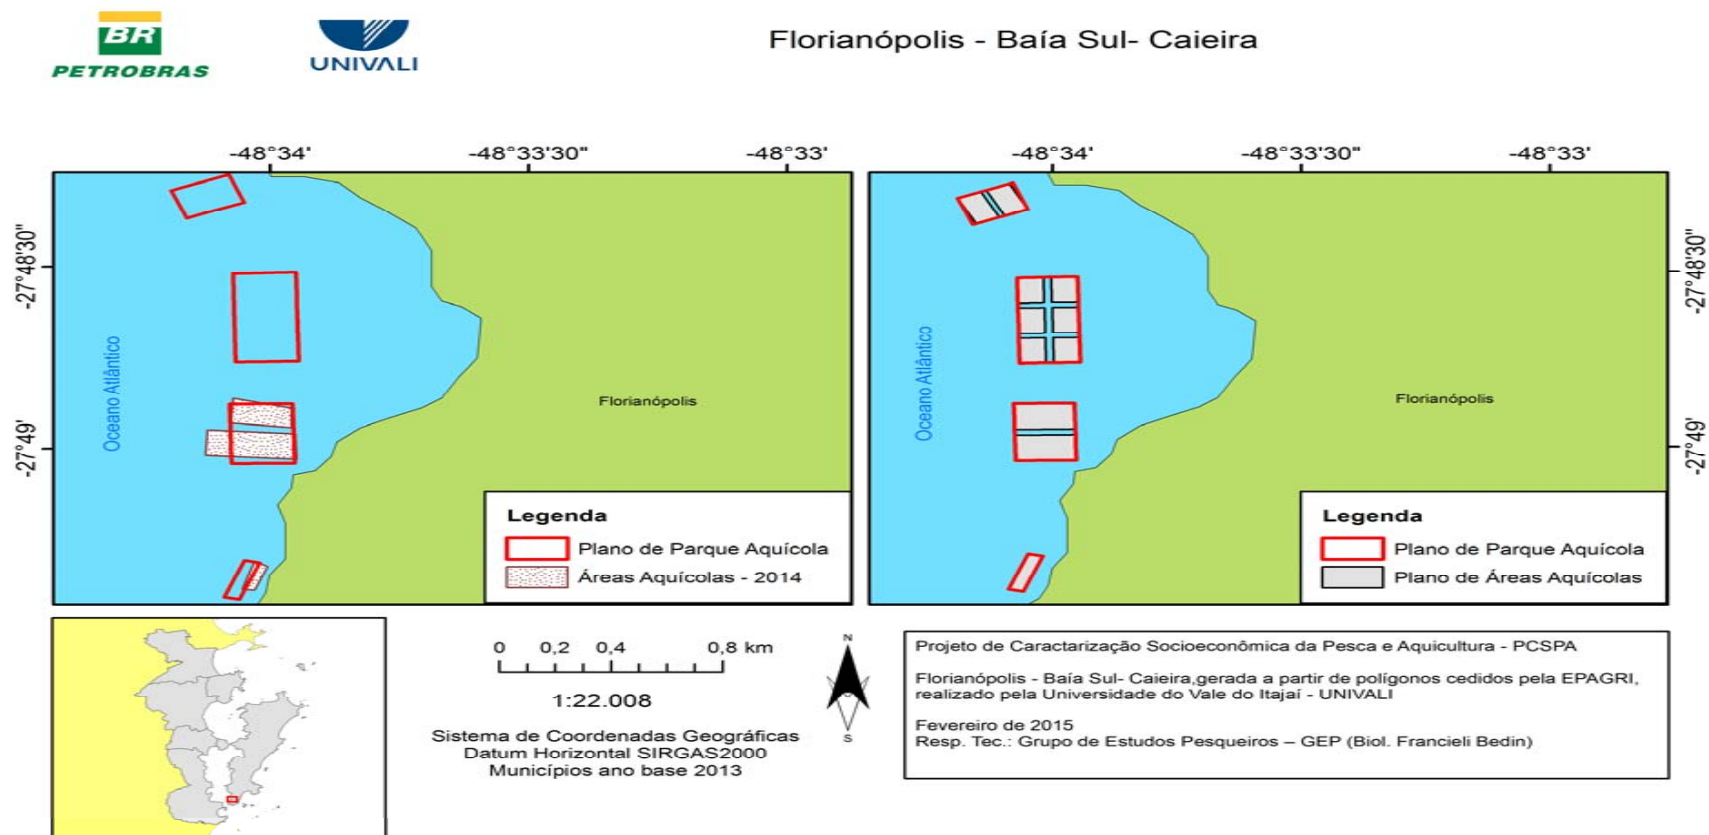 BR
PETROBRAS
UNIVALI
Florianópolis - Baía Sul- Caieira
-48°34'
-48°33'30"
-48°33'
-48°34'
-48°33'30"
-48°33'
-27°48'30"
-27°49'
Oceano Atlântico
Florianópolis
Legenda
Plano de Parque Aquícola
Áreas Aquícolas - 2014
Oceano Atlântico
Florianópolis
-27°48'30"
-27°49'
Legenda
Plano de Parque Aquícola
Plano de Áreas Aquícolas
0 0,2 0,4 0,8 km
1:22.008
Sistema de Coordenadas Geográficas
Datum Horizontal SIRGAS2000
Municípios ano base 2013
N
S
Projeto de Caractarização Socioeconômica da Pesca e Aquicultura - PCSPA
Florianópolis - Baía Sul- Caieira,gerada a partir de polígonos cedidos pela EPAGRI,
realizado pela Universidade do Vale do Itajaí - UNIVALI
Fevereiro de 2015
Resp. Tec.: Grupo de Estudos Pesqueiros – GEP (Biol. Francieli Bedin)